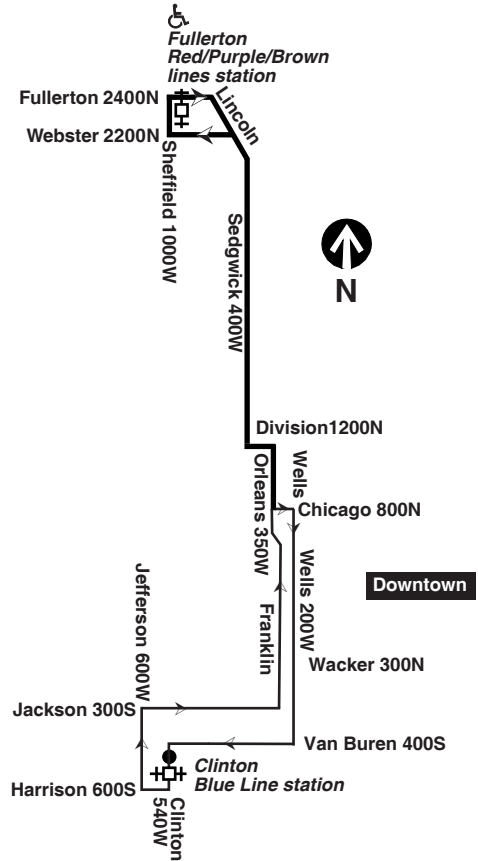 Fullerton
Red/Purple/Brown
lines station
Fullerton 2400N
Lincoln
Webster 2200N
Sheffield 1000W
Sedgwick 400W
N
Division1200N
Wells
Orleans 350W
Chicago 800N
Jefferson 600W
Wells 200W
Downtown
Franklin
Wacker 300N
Jackson 300S
Van Buren 400S
Clinton
Blue Line station
Harrison 600S
Clinton
540W